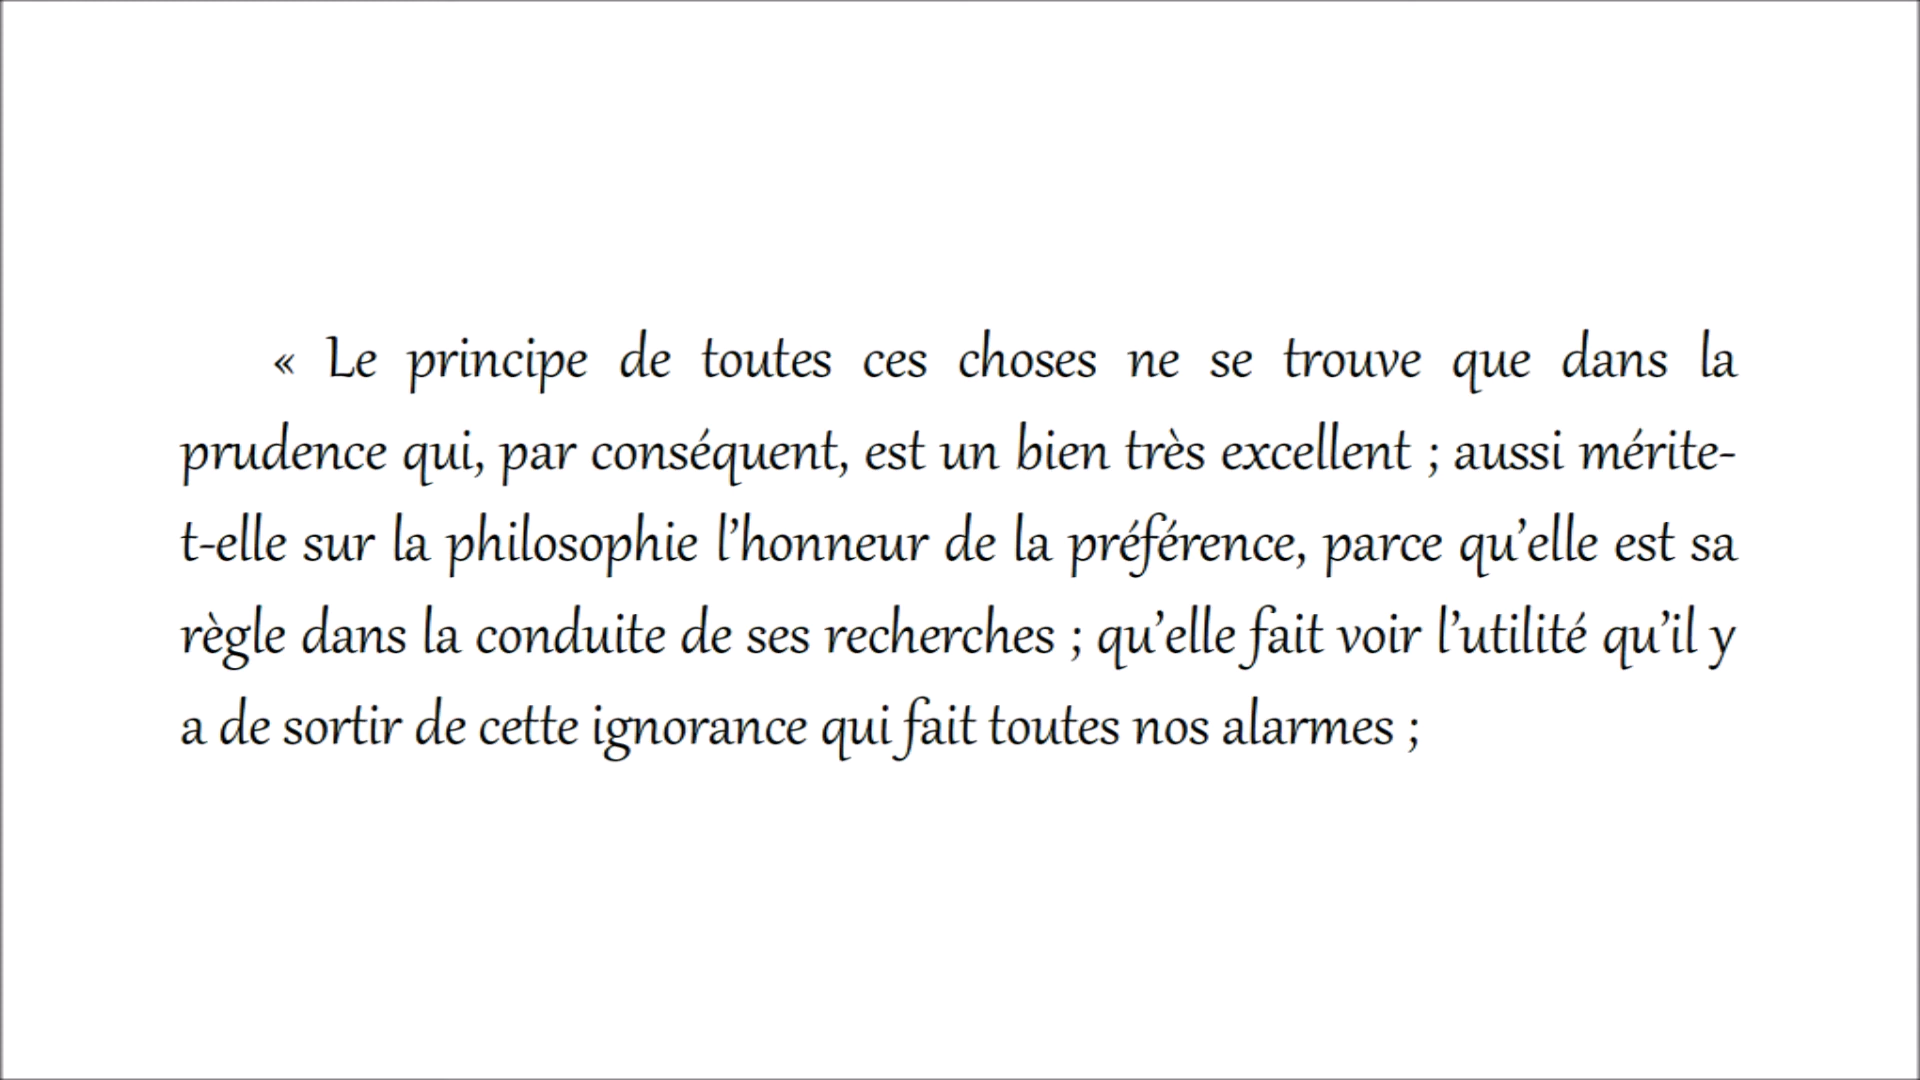 « Le principe de toutes ces choses ne se trouve que dans la
prudence qui, par conséquent, est un bien très excellent ; aussi mérite-
t-elle sur la philosophie l’honneur de la préférence, parce qu’elle est sa
règle dans la conduite de ses recherches ; qu’elle fait voir l’utilité qu’il y
a de sortir de cette ignorance qui fait toutes nos alarmes ;